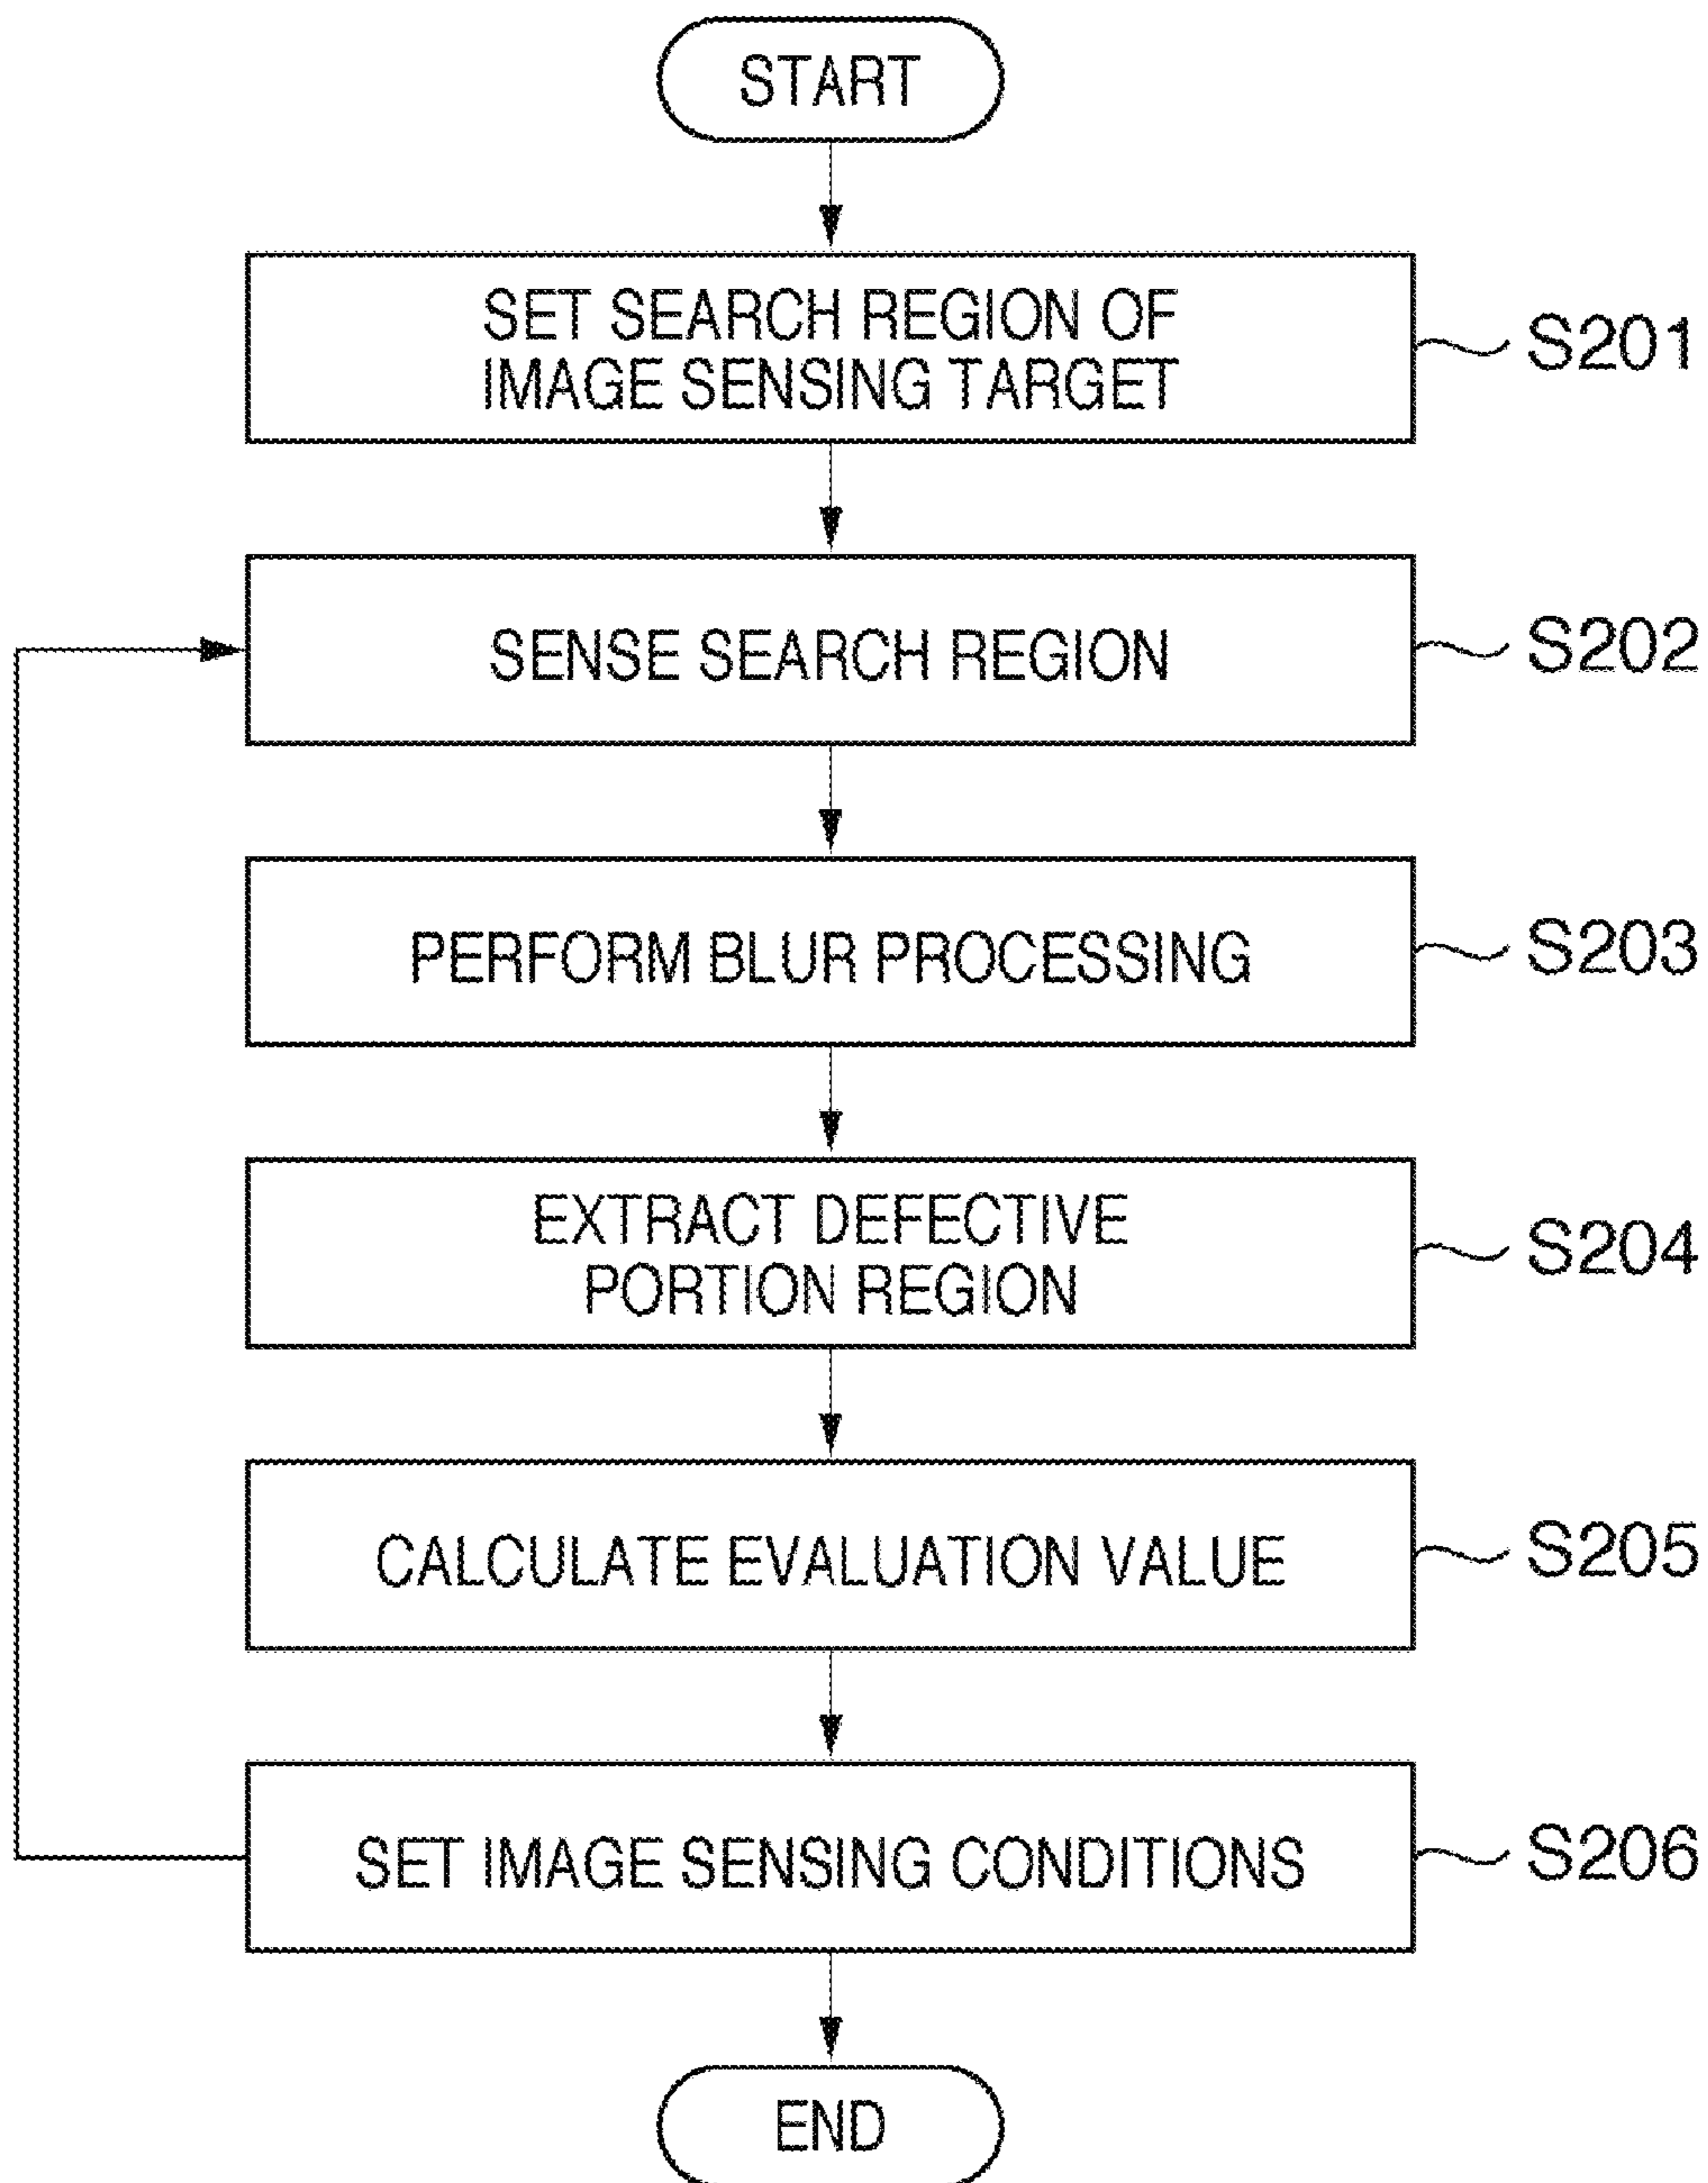 START
SET SEARCH REGION OF
IMAGE SENSING TARGET
S201
SENSE SEARCH REGION
S202
PERFORM BLUR PROCESSING
S203
EXTRACT DEFECTIVE
PORTION REGION
S204
CALCULATE EVALUATION VALUE
S205
SET IMAGE SENSING CONDITIONS
S206
END